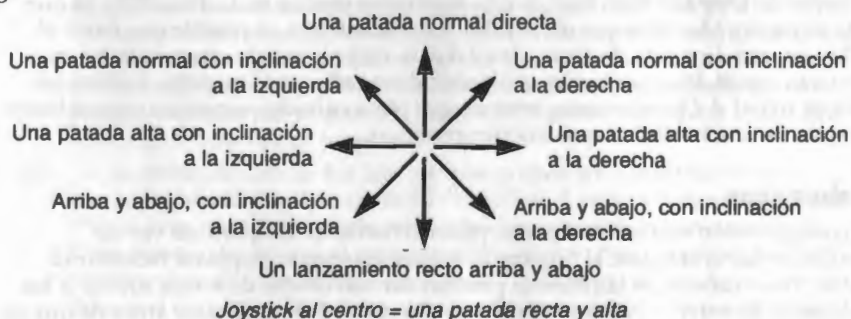 Una patada normal directa
Una patada normal con inclinación
a la izquierda
Una patada normal con inclinación
a la derecha
Una patada alta con inclinación
a la izquierda
Una patada alta con inclinación
a la derecha
Arriba y abajo, con inclinación
a la izquierda
Arriba y abajo, con inclinación
a la derecha
Un lanzamiento recto arriba y abajo
Joystick al centro = una patada recta y alta